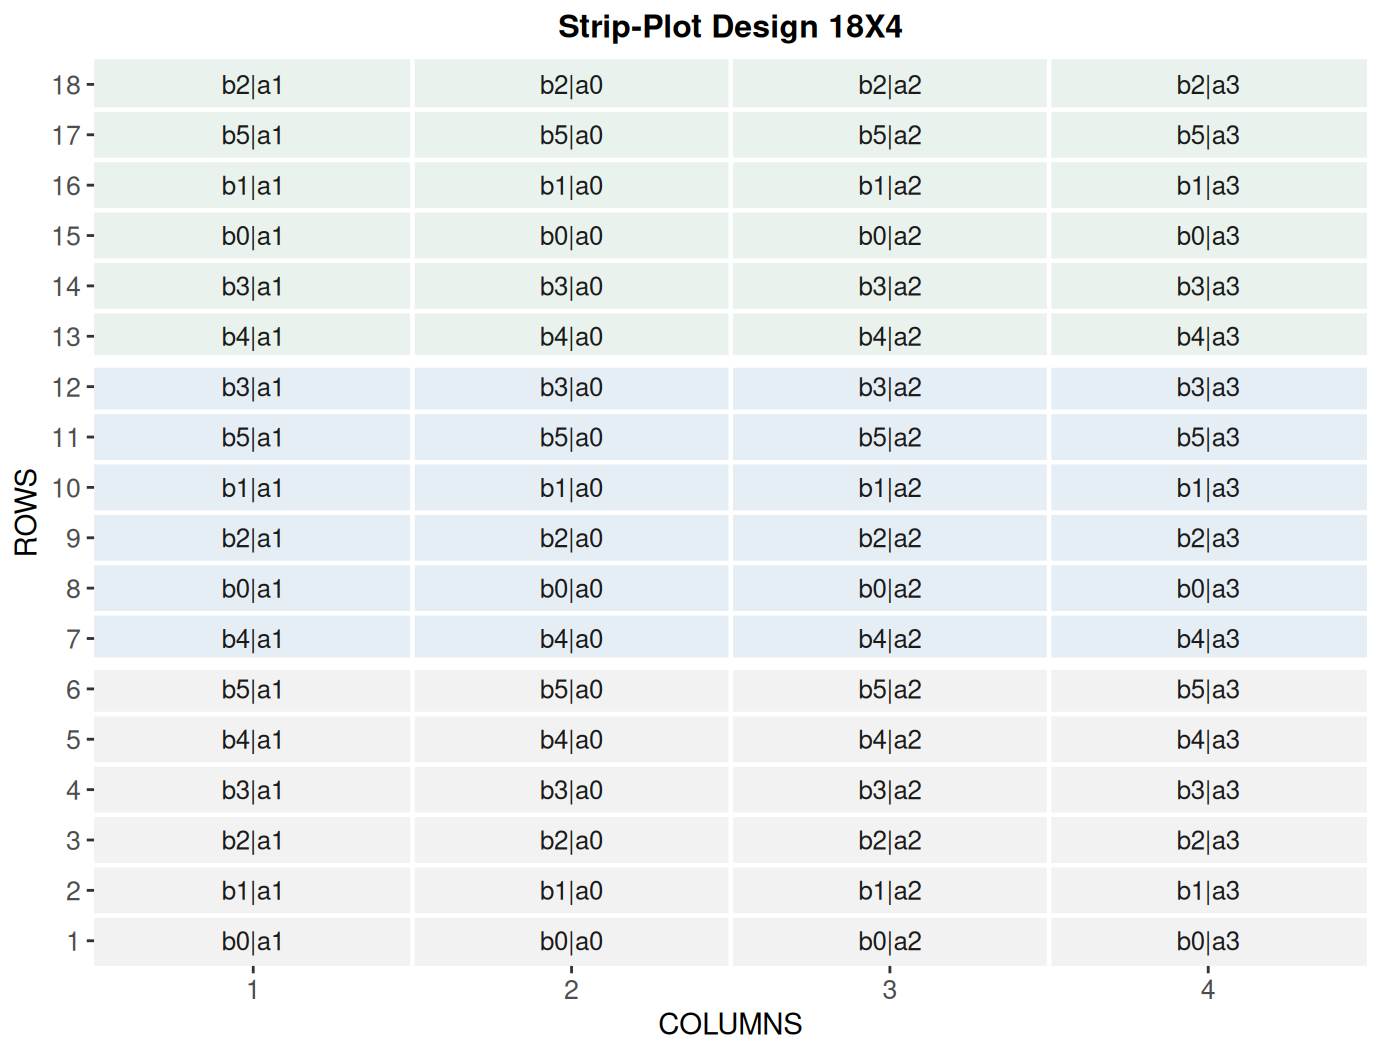 Strip-Plot Design 18X4
18 b2|a1 b2|a0 b2|a2 b2|a3
17 b5|a1 b5|a0 b5|a2 b5|a3
16 b1|a1 b1|a0 b1|a2 b1|a3
15 b0|a1 b0|a0 b0|a2 b0|a3
14 b3|a1 b3|a0 b3|a2 b3|a3
13 b4|a1 b4|a0 b4|a2 b4|a3
12 b3|a1 b3|a0 b3|a2 b3|a3
11 b5|a1 b5|a0 b5|a2 b5|a3
10 b1|a1 b1|a0 b1|a2 b1|a3
9 b2|a1 b2|a0 b2|a2 b2|a3
8 b0|a1 b0|a0 b0|a2 b0|a3
7 b4|a1 b4|a0 b4|a2 b4|a3
6 b5|a1 b5|a0 b5|a2 b5|a3
5 b4|a1 b4|a0 b4|a2 b4|a3
4 b3|a1 b3|a0 b3|a2 b3|a3
3 b2|a1 b2|a0 b2|a2 b2|a3
2 b1|a1 b1|a0 b1|a2 b1|a3
1 b0|a1 b0|a0 b0|a2 b0|a3
1 2 3 4
COLUMNS
ROWS